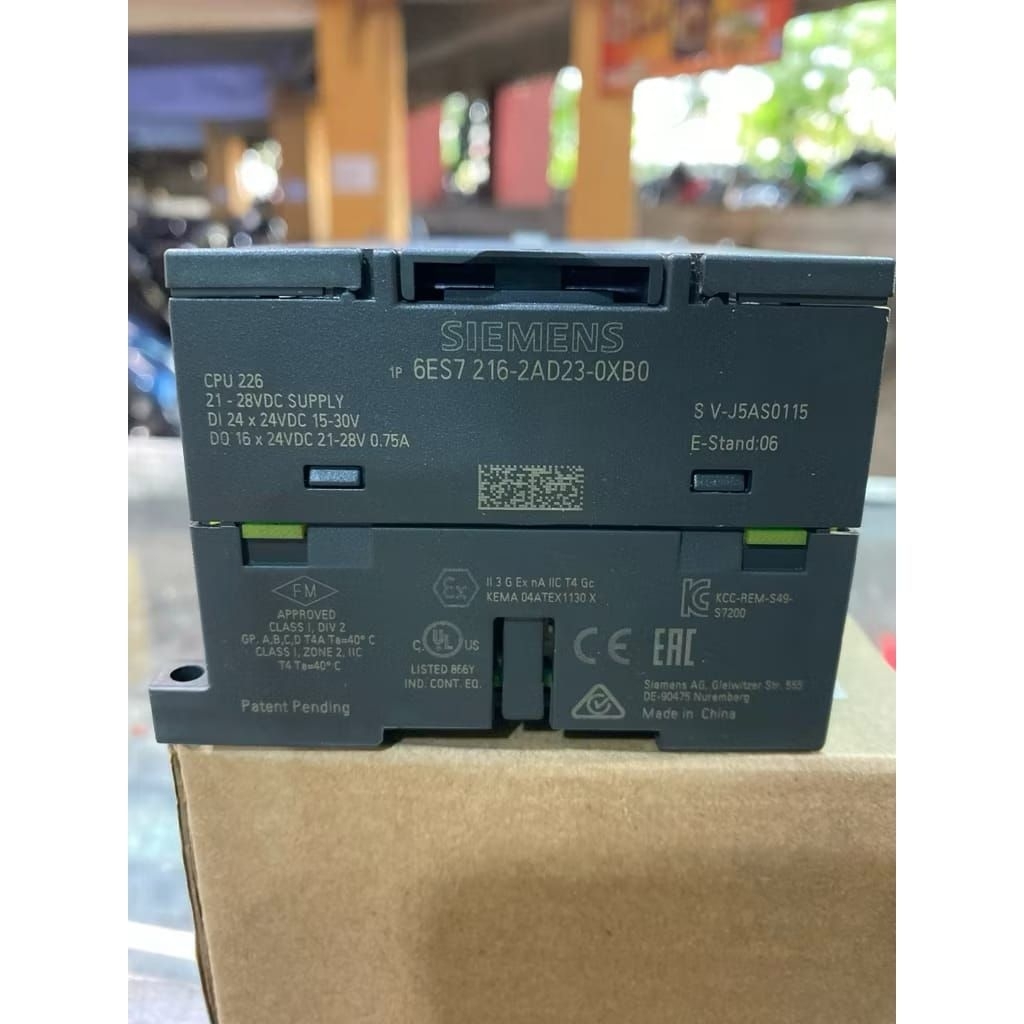 SIEMENS
1P 6ES7 216-2AD23-0XB0
CPU 226
21 - 28VDC SUPPLY
DI 24 x 24VDC 15-30V
DQ 16 x 24VDC 21-28V 0.75A
S V-J5AS0115
E-Stand:06
FM
APPROVED
CLASS I, DIV 2
GP. A,B,C,D T4A Ta=40° C
CLASS I, ZONE 2, IIC
T4 Ta=40° C
Patent Pending
Ex
II 3 G Ex nA IIC T4 Gc
KEMA 04ATEX1130 X
C UL US
LISTED 866Y
IND. CONT. EQ.
KC
KCC-REM-S49-
S7200
CE EAC
Siemens AG, Gleiwitzer Str. 555
DE-90475 Nuremberg
Made in China